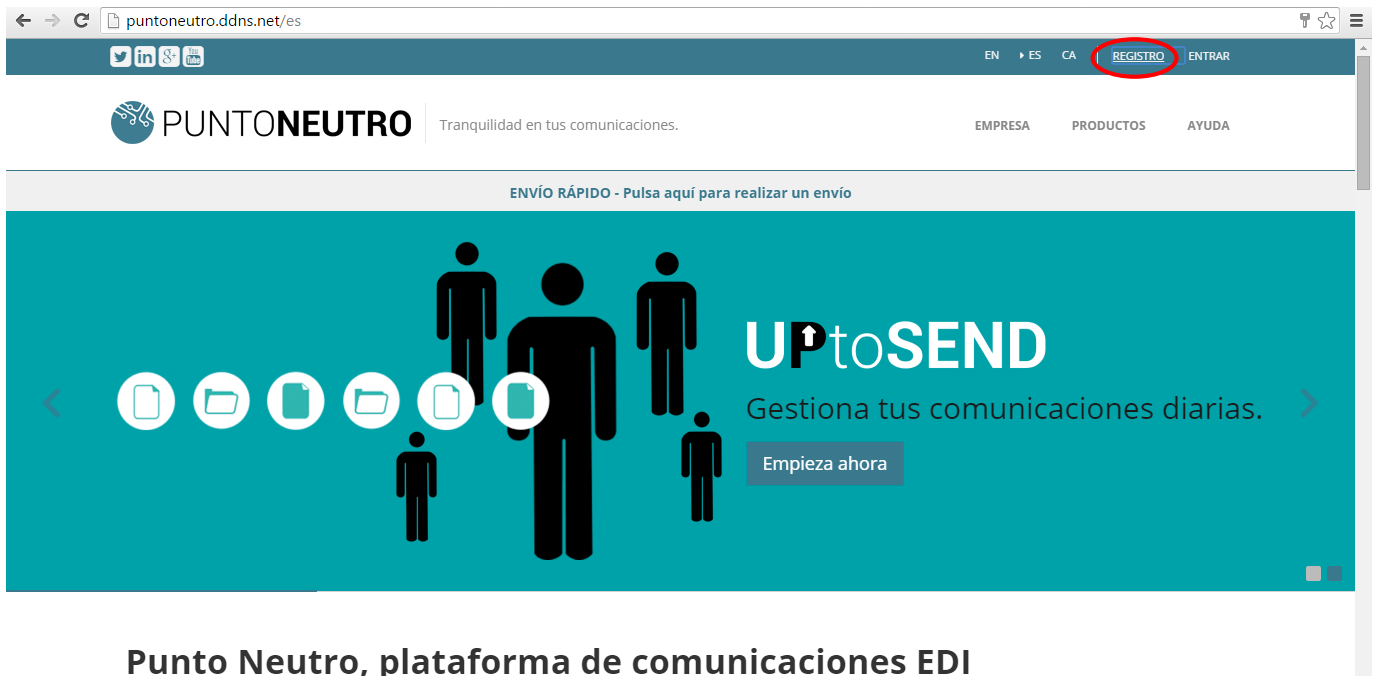 puntoneutro.ddns.net/es
EN ES CA REGISTRO ENTRAR
PUNTONEUTRO Tranquilidad en tus comunicaciones.
EMPRESA PRODUCTOS AYUDA
ENVÍO RÁPIDO - Pulsa aquí para realizar un envío
UPtoSEND
Gestiona tus comunicaciones diarias.
Empieza ahora
Punto Neutro, plataforma de comunicaciones EDI